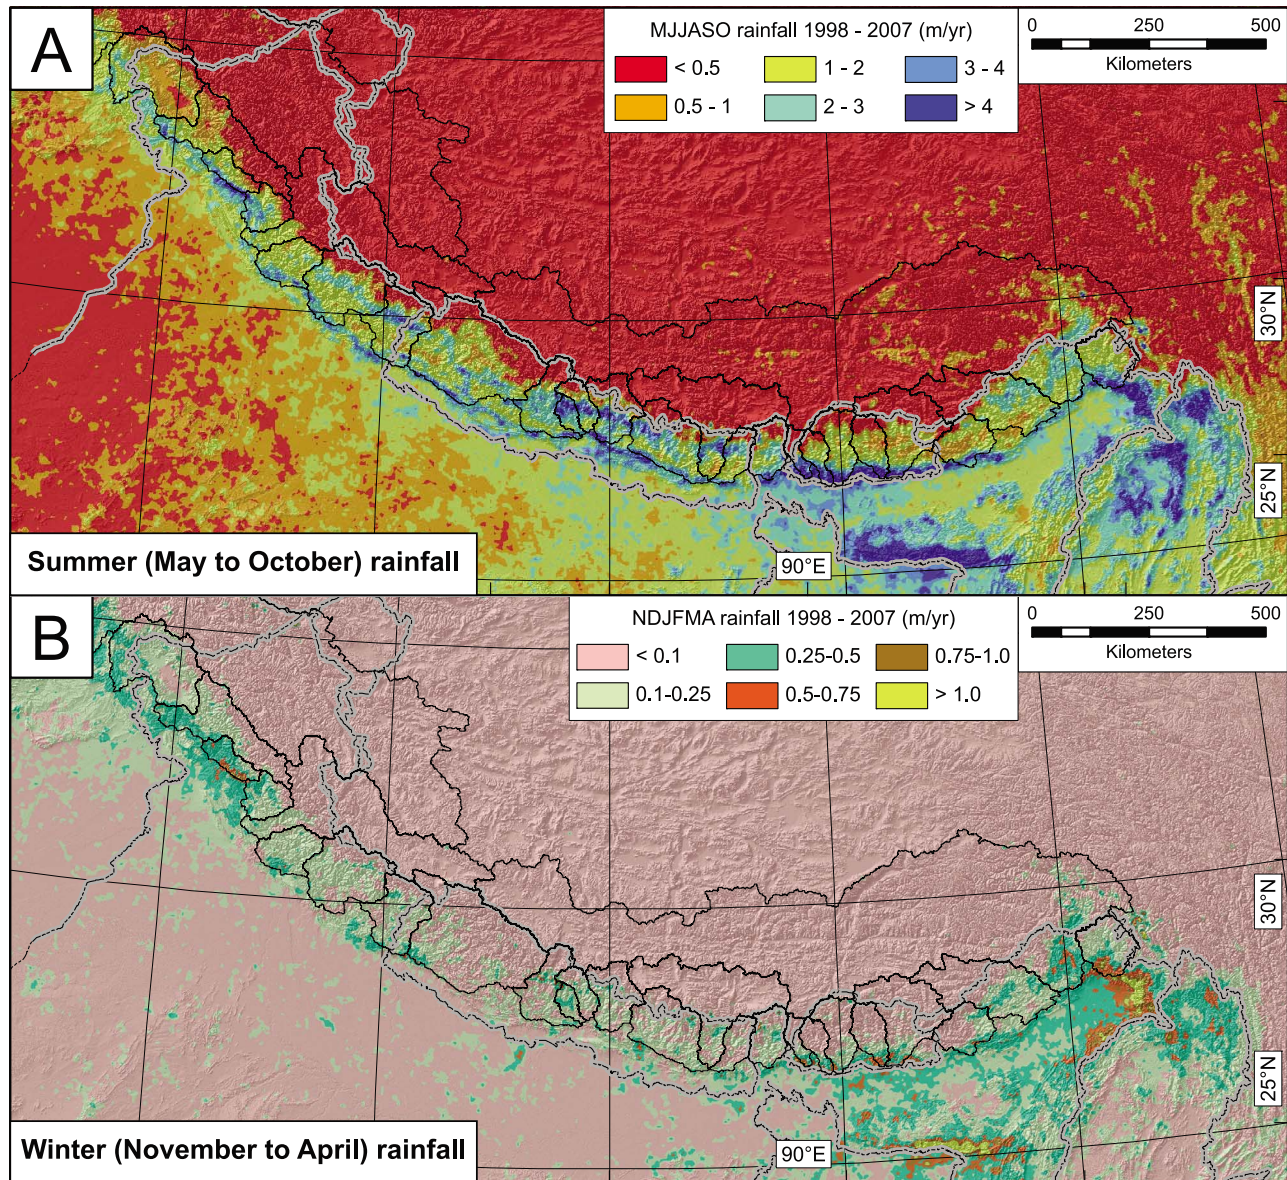 A
MJJASO rainfall 1998 - 2007 (m/yr)
< 0.5
1 - 2
3 - 4
0.5 - 1
2 - 3
> 4
0 250 500
Kilometers
30°N
25°N
90°E
Summer (May to October) rainfall
B
NDJFMA rainfall 1998 - 2007 (m/yr)
< 0.1
0.25-0.5
0.75-1.0
0.1-0.25
0.5-0.75
> 1.0
0 250 500
Kilometers
30°N
25°N
90°E
Winter (November to April) rainfall